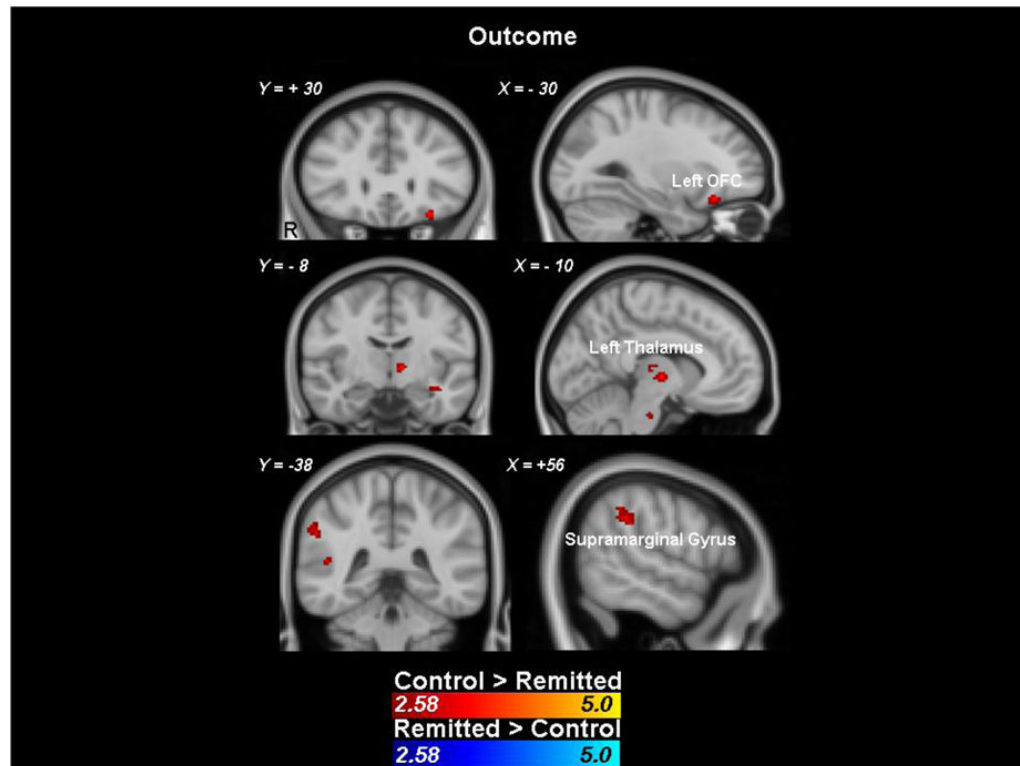 Outcome
Y = + 30
X = - 30
Left OFC
R
Y = - 8
X = - 10
Left Thalamus
Y = -38
X = +56
Supramarginal Gyrus
Control > Remitted
2.58 5.0
Remitted > Control
2.58 5.0